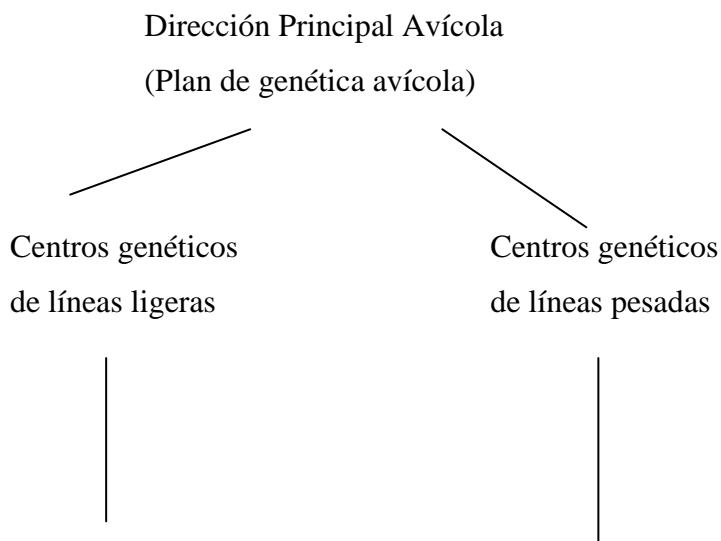 Dirección Principal Avícola
(Plan de genética avícola)
Centros genéticos
de líneas ligeras
Centros genéticos
de líneas pesadas